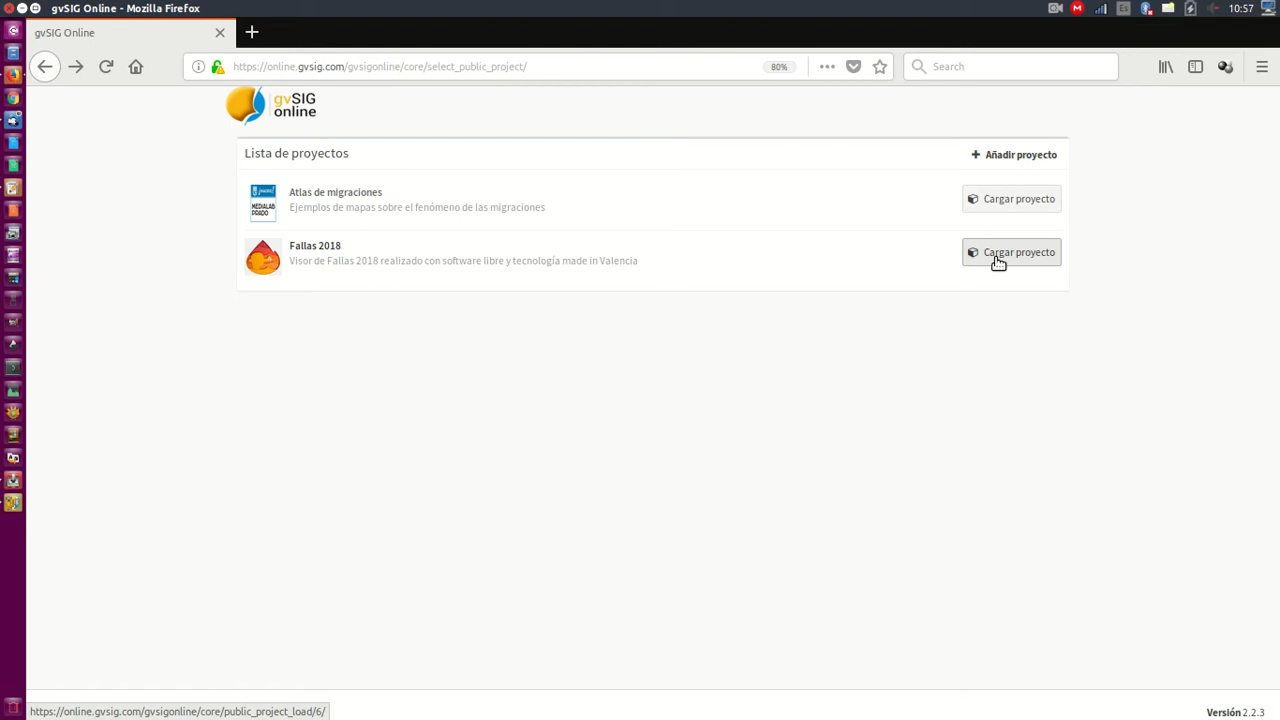 gvSIG Online - Mozilla Firefox
Es
10:57
gvSIG Online
https://online.gvsig.com/gvsigonline/core/select_public_project/
80%
Search
gvSIG
online
Lista de proyectos
Añadir proyecto
Atlas de migraciones
Ejemplos de mapas sobre el fenómeno de las migraciones
Cargar proyecto
MEDIALAB
PRADO
Fallas 2018
Visor de Fallas 2018 realizado con software libre y tecnología made in Valencia
Cargar proyecto
https://online.gvsig.com/gvsigonline/core/public_project_load/6/
Versión 2.2.3